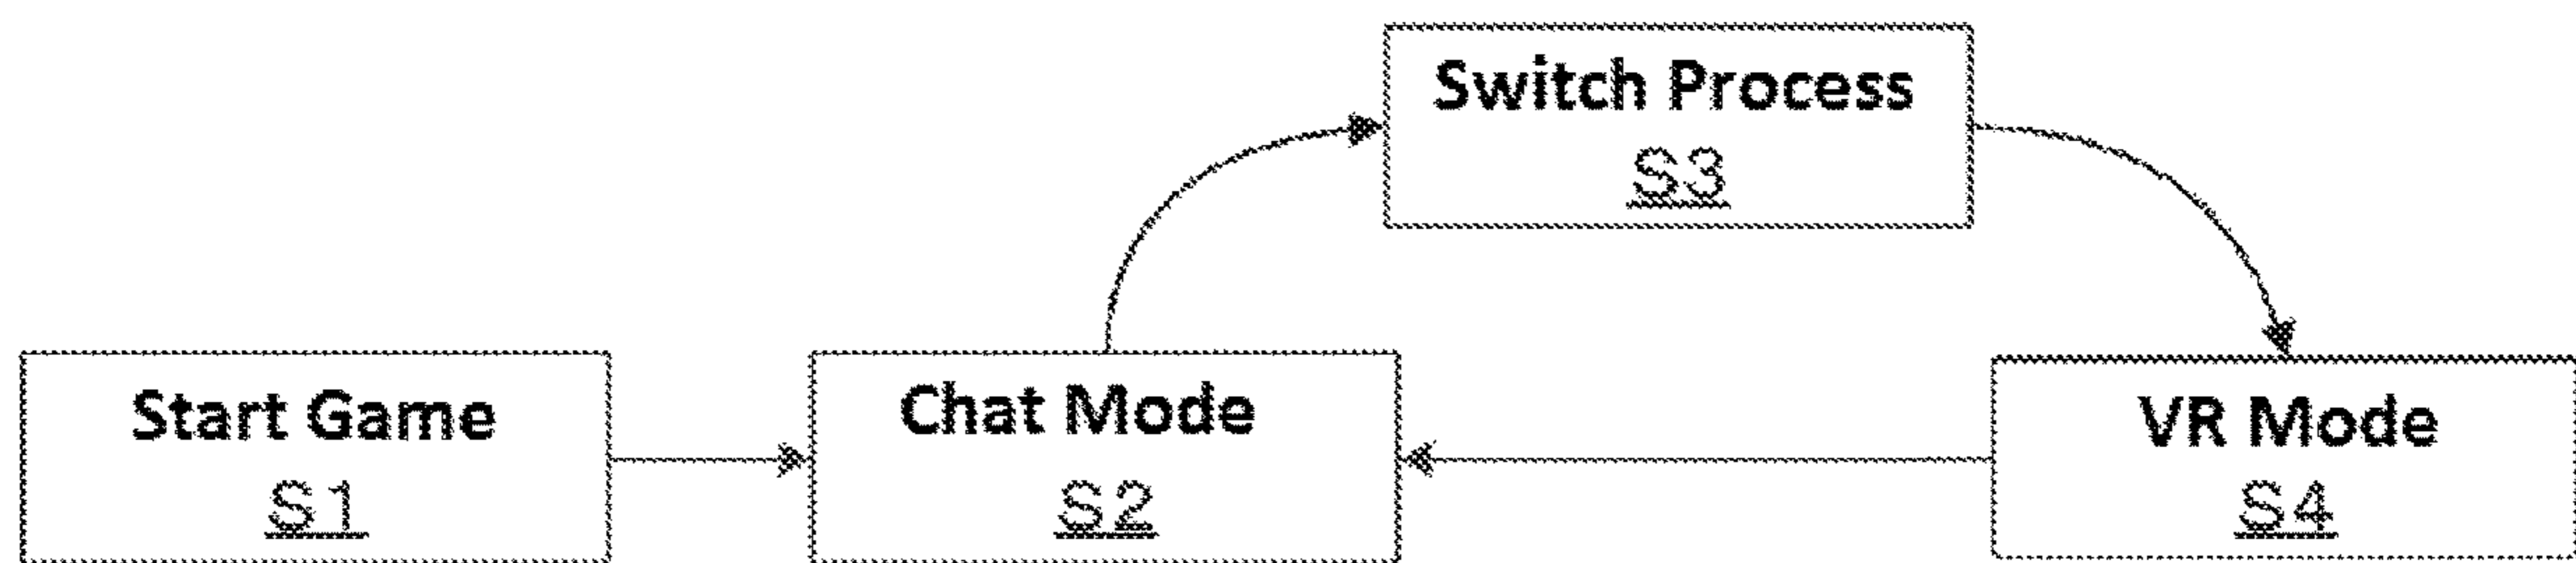 Switch Process
S3
Start Game
S1
Chat Mode
S2
VR Mode
S4